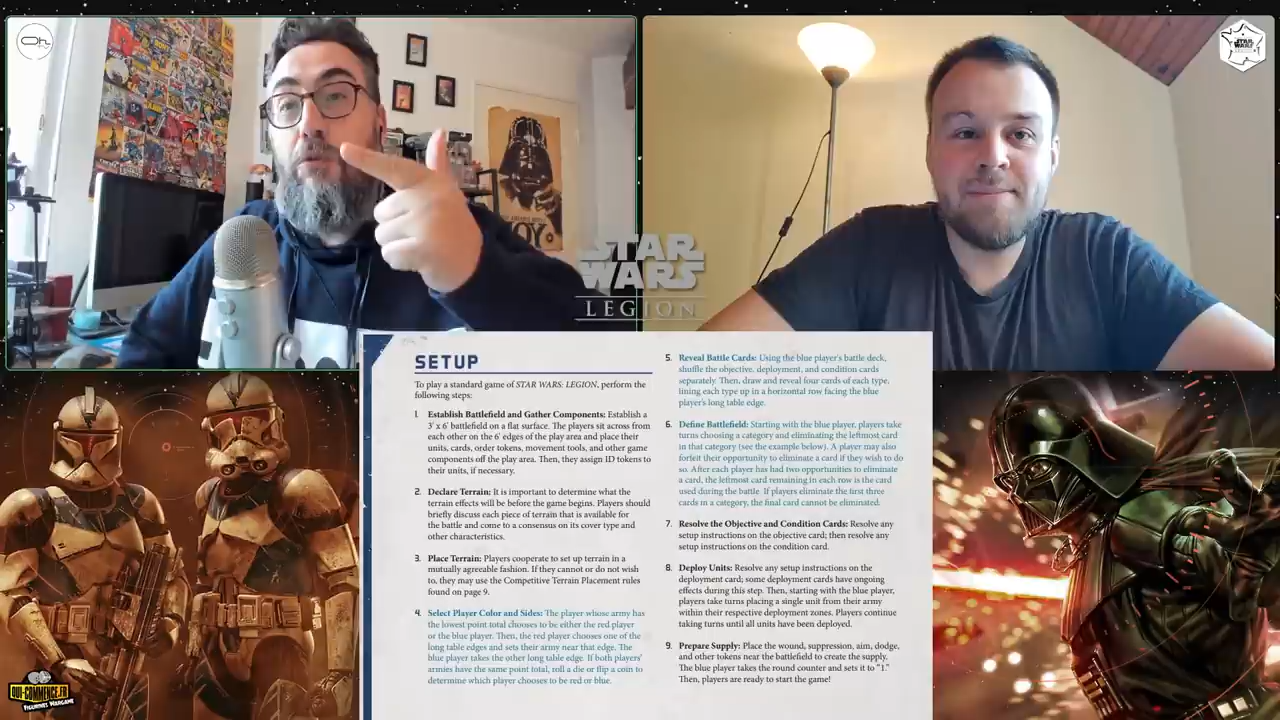 STAR
WARS
STAR
WARS
LEGION
SETUP
To play a standard game of STAR WARS: LEGION, perform the
following steps:
1. Establish Battlefield and Gather Components: Establish a
3' x 6' battlefield on a flat surface. The players sit across from
each other on the 6' edges of the play area and place their
units, cards, order tokens, movement tools, and other game
components off the play area. Then, they assign ID tokens to
their units, if necessary.
2. Declare Terrain: It is important to determine what the
terrain effects will be before the game begins. Players should
briefly discuss each piece of terrain that is available for
the battle and come to a consensus on its cover type and
other characteristics.
3. Place Terrain: Players cooperate to set up terrain in a
mutually agreeable fashion. If they cannot or do not wish
to, they may use the Competitive Terrain Placement rules
found on page 9.
4. Select Player Color and Sides: The player whose army has
the lowest point total chooses to be either the red player
or the blue player. Then, the red player chooses one of the
long table edges and sets their army near that edge. The
blue player takes the other long table edge. If both players'
armies have the same point total, roll a die or flip a coin to
determine which player chooses to be red or blue.
5. Reveal Battle Cards: Using the blue player's battle deck,
shuffle the objective, deployment, and condition cards
separately. Then, draw and reveal four cards of each type,
lining each type up in a horizontal row facing the blue
player's long table edge.
6. Define Battlefield: Starting with the blue player, players take
turns choosing a category and eliminating the leftmost card
in that category (see the example below). A player may also
forfeit their opportunity to eliminate a card if they wish to do
so. After each player has had two opportunities to eliminate
a card, the leftmost card remaining in each row is the card
used during the battle. If players eliminate the first three
cards in a category, the final card cannot be eliminated.
7. Resolve the Objective and Condition Cards: Resolve any
setup instructions on the objective card; then resolve any
setup instructions on the condition card.
8. Deploy Units: Resolve any setup instructions on the
deployment card; some deployment cards have ongoing
effects during this step. Then, starting with the blue player,
players take turns placing a single unit from their army
within their respective deployment zones. Players continue
taking turns until all units have been deployed.
9. Prepare Supply: Place the wound, suppression, aim, dodge,
and other tokens near the battlefield to create the supply.
The blue player takes the round counter and sets it to "1."
Then, players are ready to start the game!
QUI-COMMENCE.FR
FIGURINES WARGAME